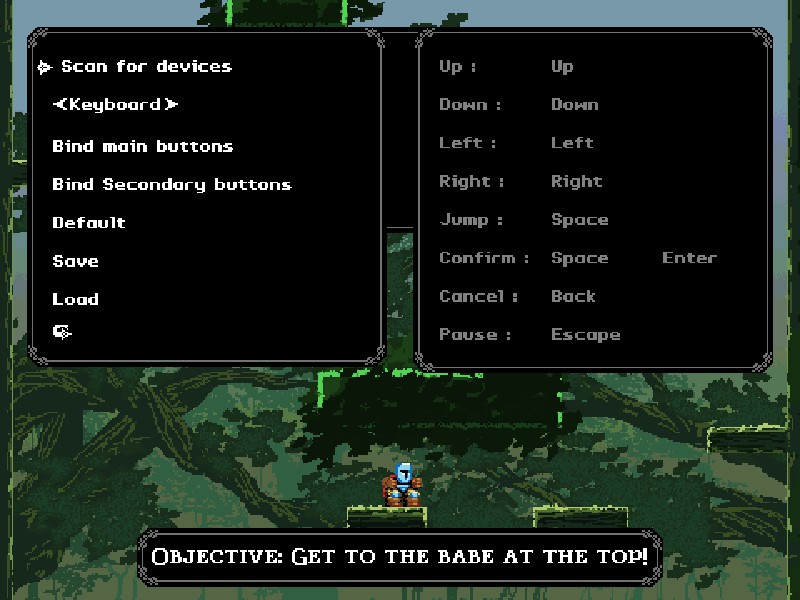 Scan for devices
<Keyboard>
Bind main buttons
Bind Secondary buttons
Default
Save
Load
Up : Up
Down : Down
Left : Left
Right : Right
Jump : Space
Confirm : Space Enter
Cancel : Back
Pause : Escape
Objective: Get to the babe at the top!